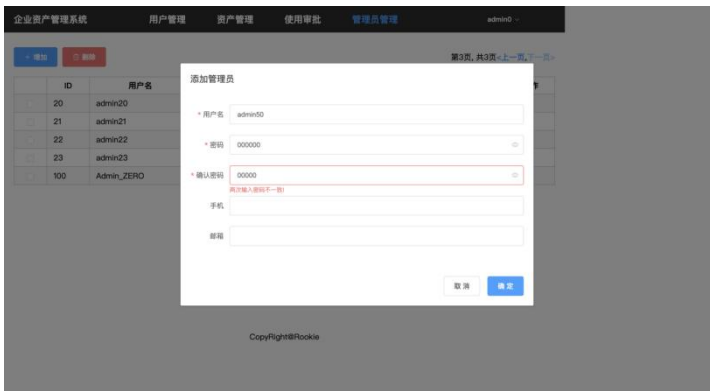 企业资产管理系统 用户管理 资产管理 使用审批 管理员管理 admin0
+ 增加 删除 第3页, 共3页<上一页,下一页>
ID 用户名 作
20 admin20
21 admin21
22 admin22
23 admin23
100 Admin_ZERO
添加管理员
* 用户名 admin50
* 密码 000000
* 确认密码 00000
两次输入密码不一致!
手机
邮箱
取消 确定
CopyRight@Rookie